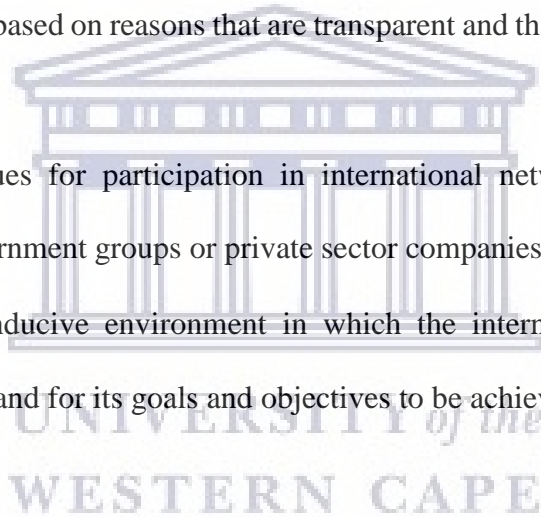 based on reasons that are transparent and th
ues for participation in international net
ernment groups or private sector companies
nducive environment in which the intern
and for its goals and objectives to be achiev
UNIVERSITY of the
WESTERN CAPE